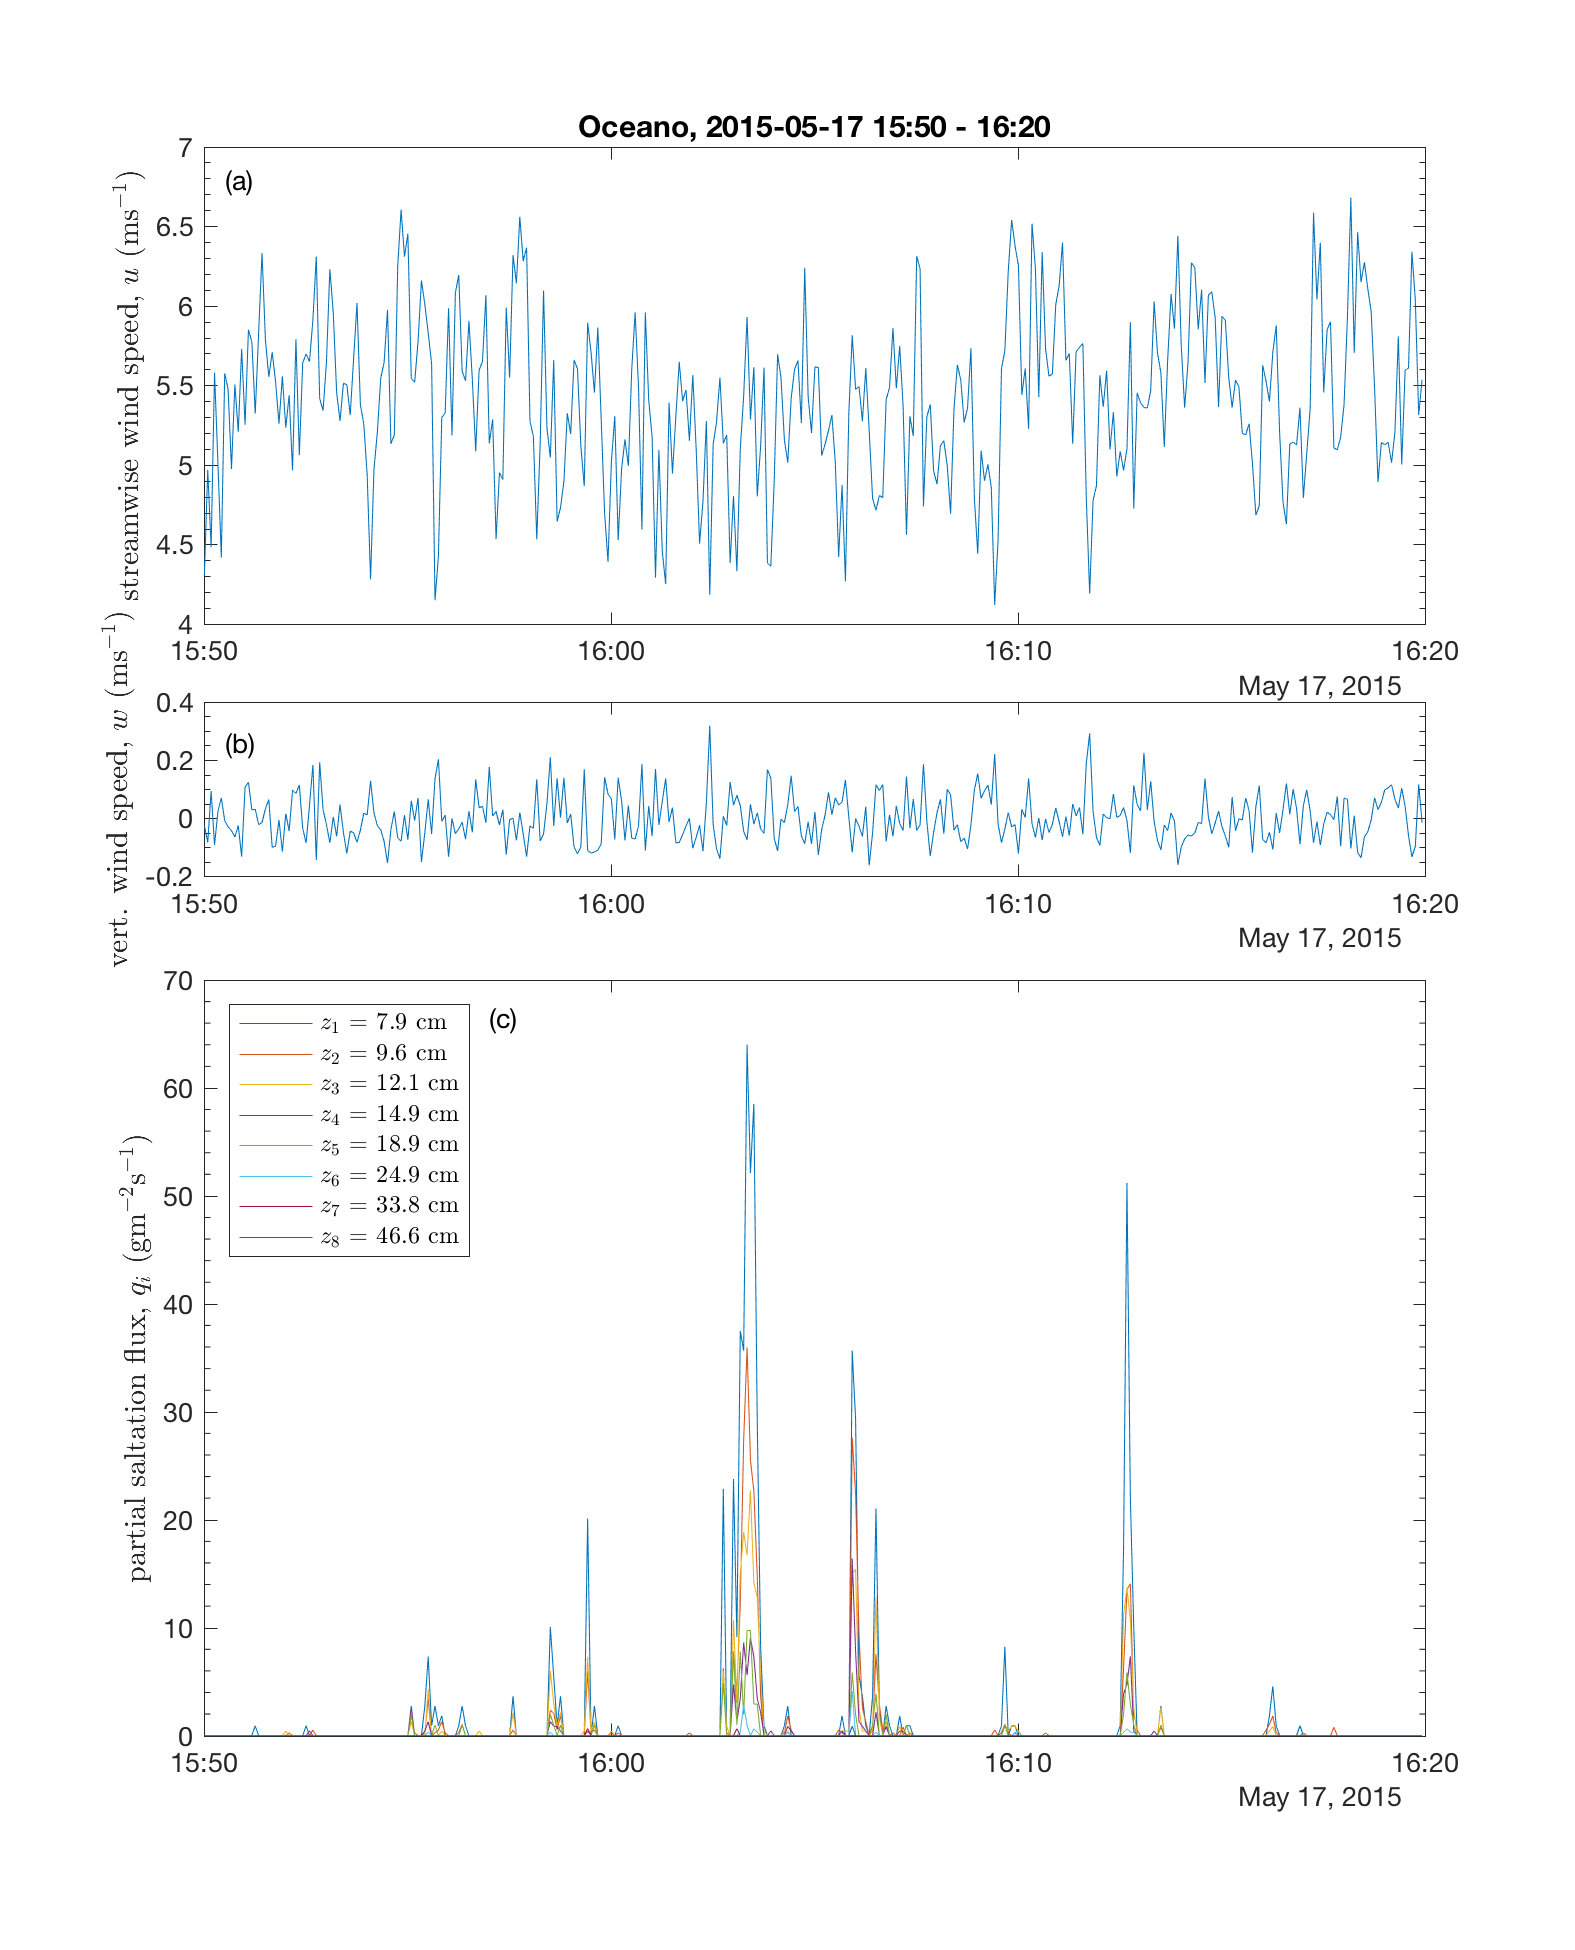 Oceano, 2015-05-17 15:50 - 16:20
(a)
streamwise wind speed, u (ms⁻¹)
7
6.5
6
5.5
5
4.5
4
15:50 16:00 16:10 16:20
May 17, 2015
(b)
vert. wind speed, w (ms⁻¹)
0.4
0.2
0
-0.2
15:50 16:00 16:10 16:20
May 17, 2015
(c)
partial saltation flux, qᵢ (gm⁻²s⁻¹)
70
60
50
40
30
20
10
0
z₁ = 7.9 cm
z₂ = 9.6 cm
z₃ = 12.1 cm
z₄ = 14.9 cm
z₅ = 18.9 cm
z₆ = 24.9 cm
z₇ = 33.8 cm
z₈ = 46.6 cm
15:50 16:00 16:10 16:20
May 17, 2015